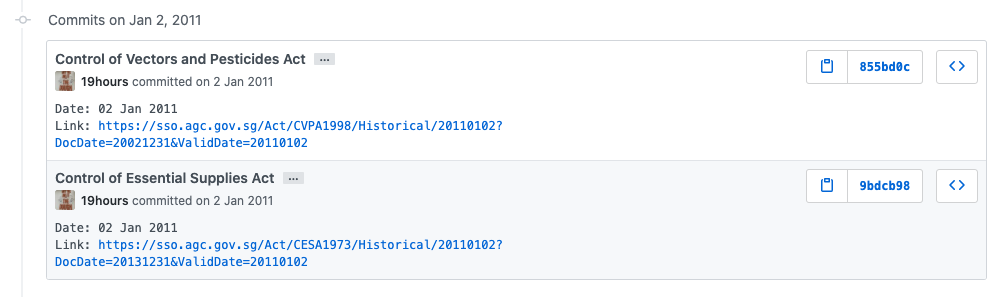 Commits on Jan 2, 2011
Control of Vectors and Pesticides Act ...
855bd0c
19hours committed on 2 Jan 2011
Date: 02 Jan 2011
Link: https://sso.agc.gov.sg/Act/CVPA1998/Historical/20110102?
DocDate=20021231&ValidDate=20110102
Control of Essential Supplies Act ...
9bdcb98
19hours committed on 2 Jan 2011
Date: 02 Jan 2011
Link: https://sso.agc.gov.sg/Act/CESA1973/Historical/20110102?
DocDate=20131231&ValidDate=20110102